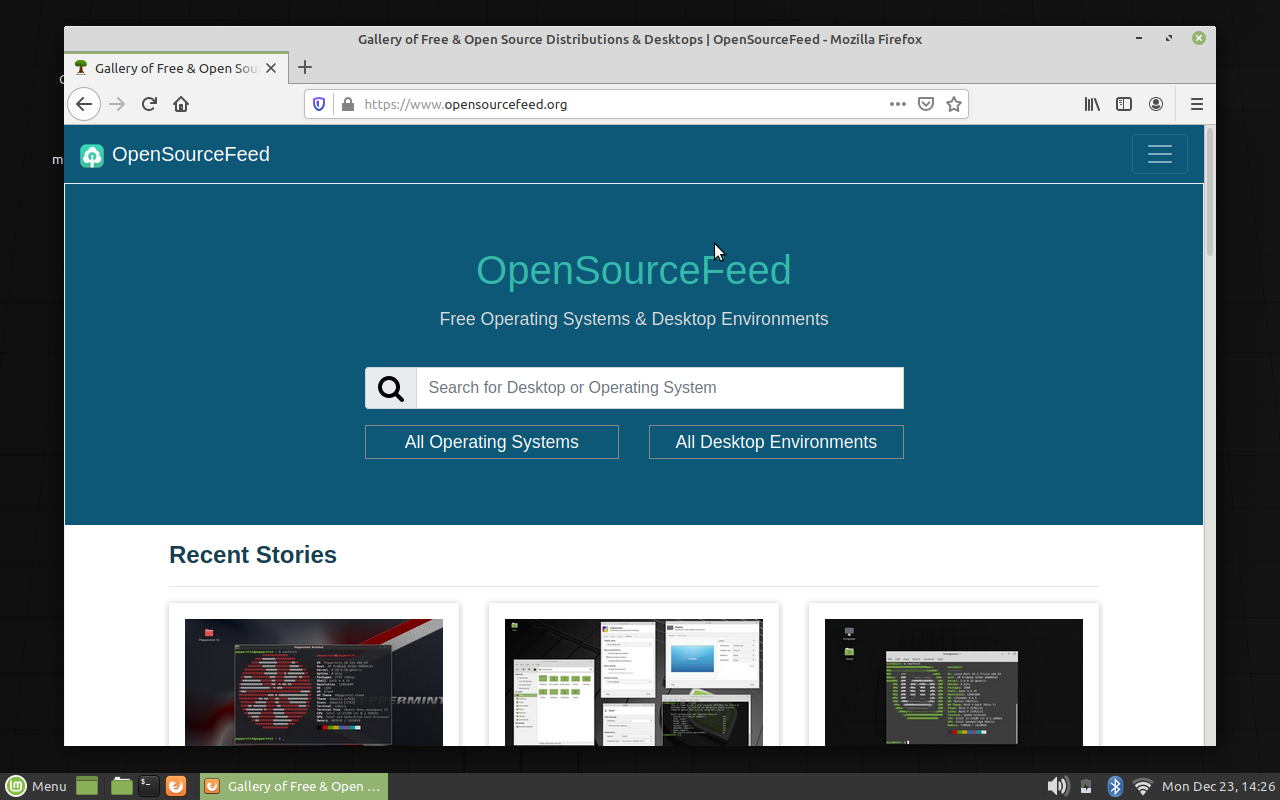 Gallery of Free & Open Source Distributions & Desktops | OpenSourceFeed - Mozilla Firefox
Gallery of Free & Open Sou
https://www.opensourcefeed.org
OpenSourceFeed
OpenSourceFeed
Free Operating Systems & Desktop Environments
Search for Desktop or Operating System
All Operating Systems
All Desktop Environments
Recent Stories
Menu
Gallery of Free & Open ...
Mon Dec 23, 14:26